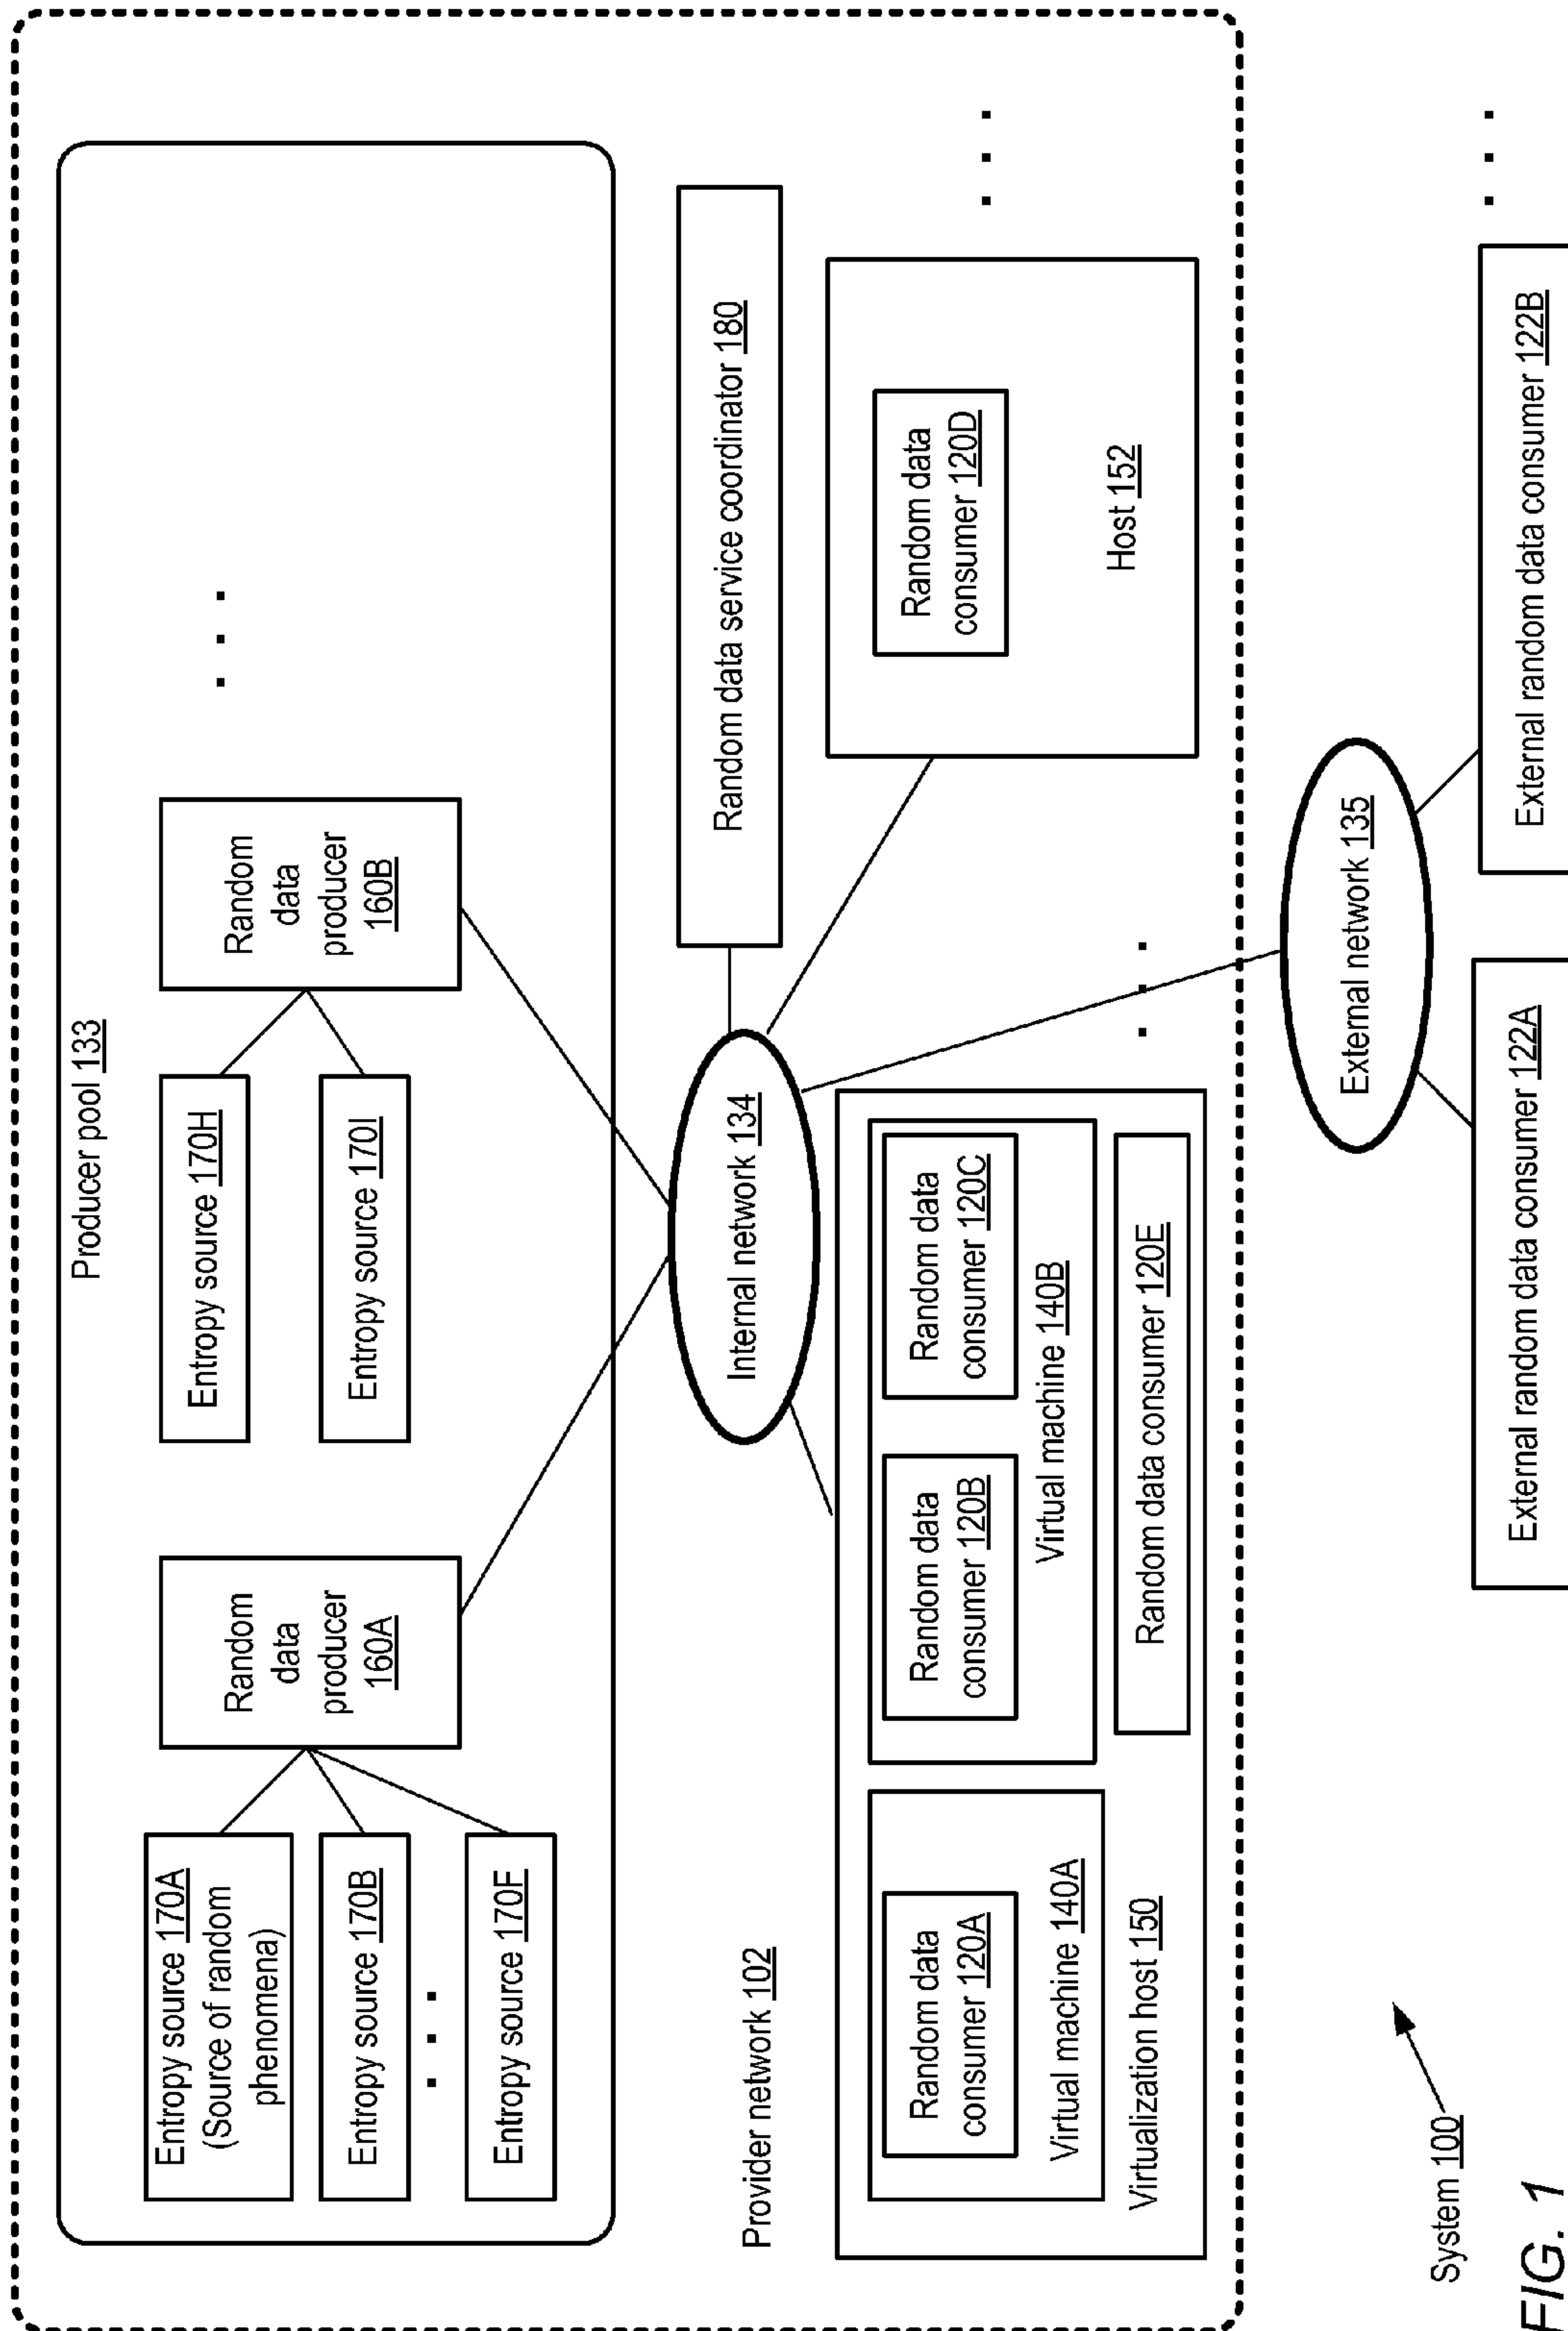 Producer pool 133
Entropy source 170A
(Source of random
phenomena)
Entropy source 170B
. . .
Entropy source 170F
Random
data
producer
160A
Entropy source 170H
Entropy source 170I
Random
data
producer
160B
. . .
Provider network 102
Internal network 134
Random data service coordinator 180
Random data
consumer 120A
Virtual machine 140A
Virtualization host 150
Random data
consumer 120B
Random data
consumer 120C
Virtual machine 140B
Random data consumer 120E
. . .
Random data
consumer 120D
Host 152
. . .
External network 135
System 100
External random data consumer 122A
External random data consumer 122B
. . .
FIG. 1